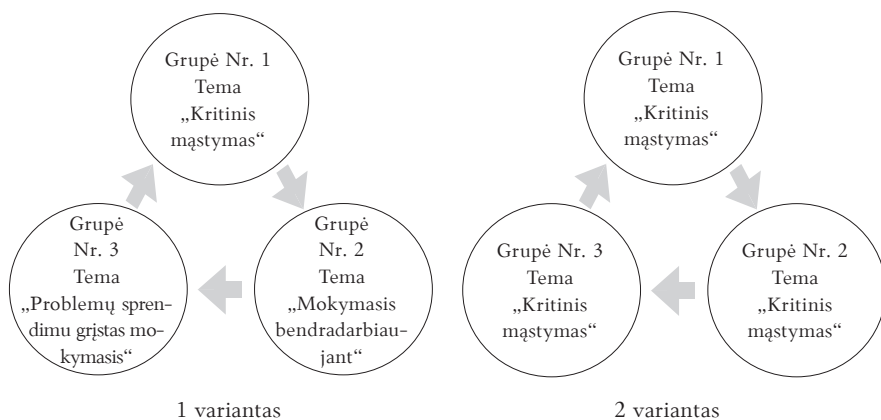 Grupė Nr. 1
Tema
„Kritinis
mąstymas“
Grupė
Nr. 3
Tema
„Problemų spren-
dimu grįstas mo-
kymasis“
Grupė
Nr. 2
Tema
„Mokymasis
bendradarbiau-
jant“
1 variantas
Grupė Nr. 1
Tema
„Kritinis
mąstymas“
Grupė Nr. 3
Tema
„Kritinis
mąstymas“
Grupė Nr. 2
Tema
„Kritinis
mąstymas“
2 variantas